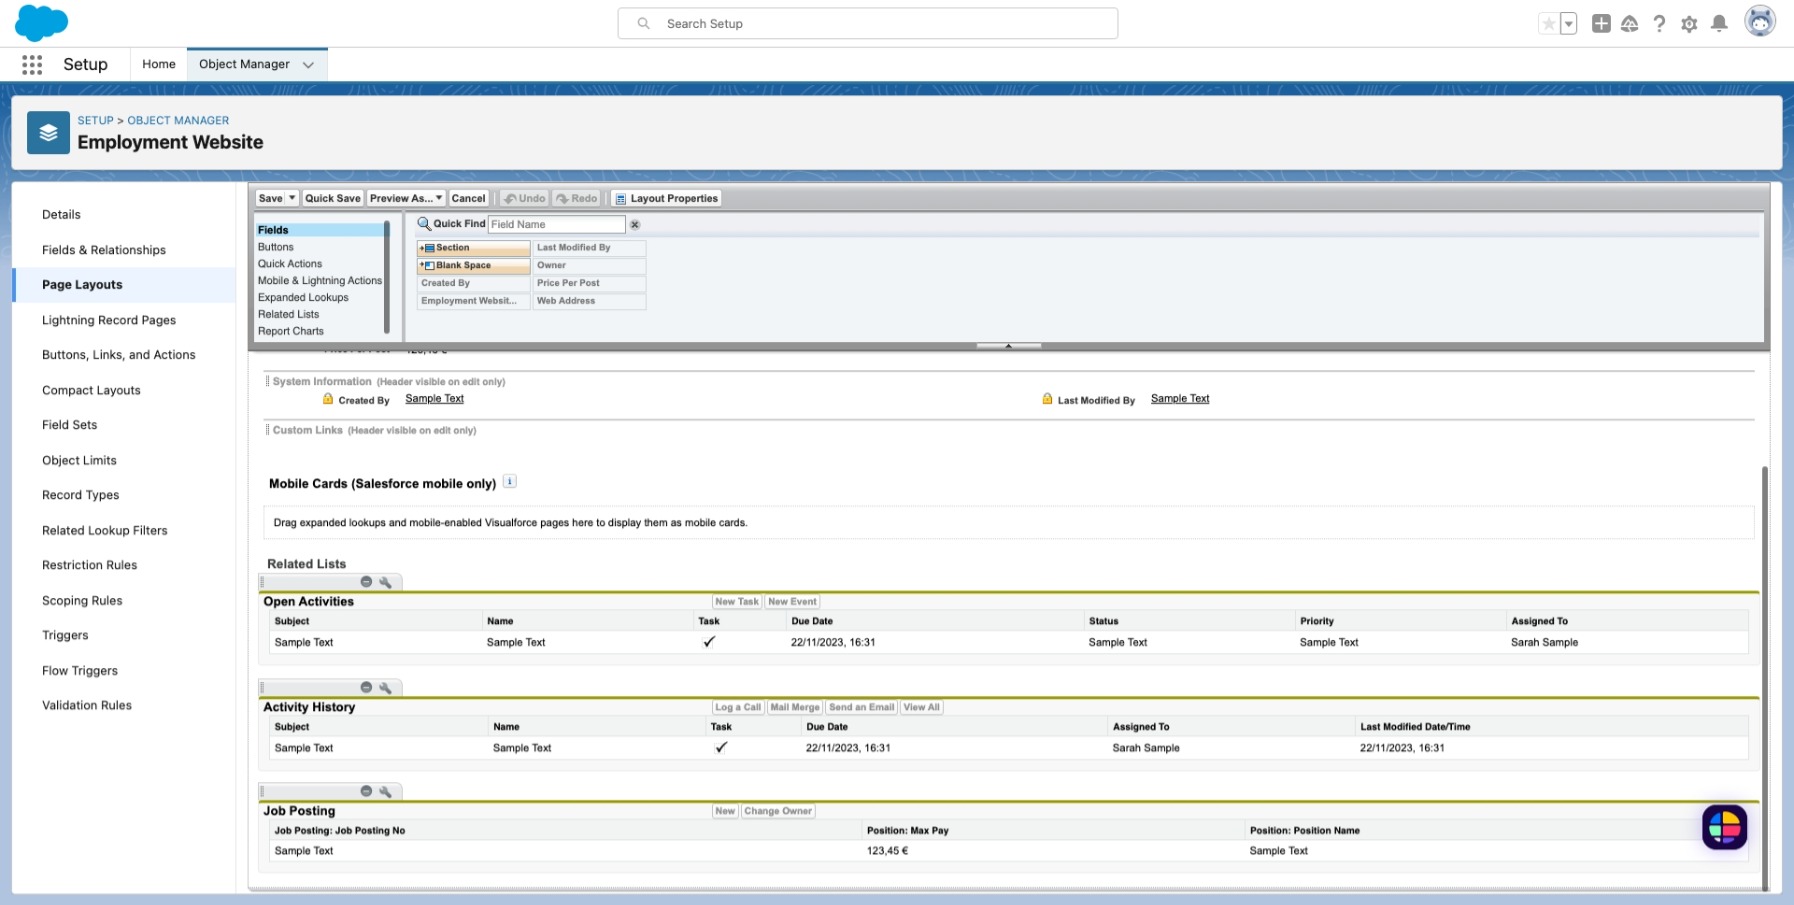 Search Setup
Setup
Home
Object Manager
SETUP > OBJECT MANAGER
Employment Website
Details
Fields & Relationships
Page Layouts
Lightning Record Pages
Buttons, Links, and Actions
Compact Layouts
Field Sets
Object Limits
Record Types
Related Lookup Filters
Restriction Rules
Scoping Rules
Triggers
Flow Triggers
Validation Rules
Save Quick Save Preview As... Cancel Undo Redo Layout Properties
Fields
Buttons
Quick Actions
Mobile & Lightning Actions
Expanded Lookups
Related Lists
Report Charts
Quick Find Field Name
Section Last Modified By
Blank Space Owner
Created By Price Per Post
Employment Websit... Web Address
Price Per Post 123,45 €
System Information (Header visible on edit only)
Created By Sample Text Last Modified By Sample Text
Custom Links (Header visible on edit only)
Mobile Cards (Salesforce mobile only) i
Drag expanded lookups and mobile-enabled Visualforce pages here to display them as mobile cards.
Related Lists
Open Activities New Task New Event
Subject Name Task Due Date Status Priority Assigned To
Sample Text Sample Text 22/11/2023, 16:31 Sample Text Sample Text Sarah Sample
Activity History Log a Call Mail Merge Send an Email View All
Subject Name Task Due Date Assigned To Last Modified Date/Time
Sample Text Sample Text 22/11/2023, 16:31 Sarah Sample 22/11/2023, 16:31
Job Posting New Change Owner
Job Posting: Job Posting No Position: Max Pay Position: Position Name
Sample Text 123,45 € Sample Text